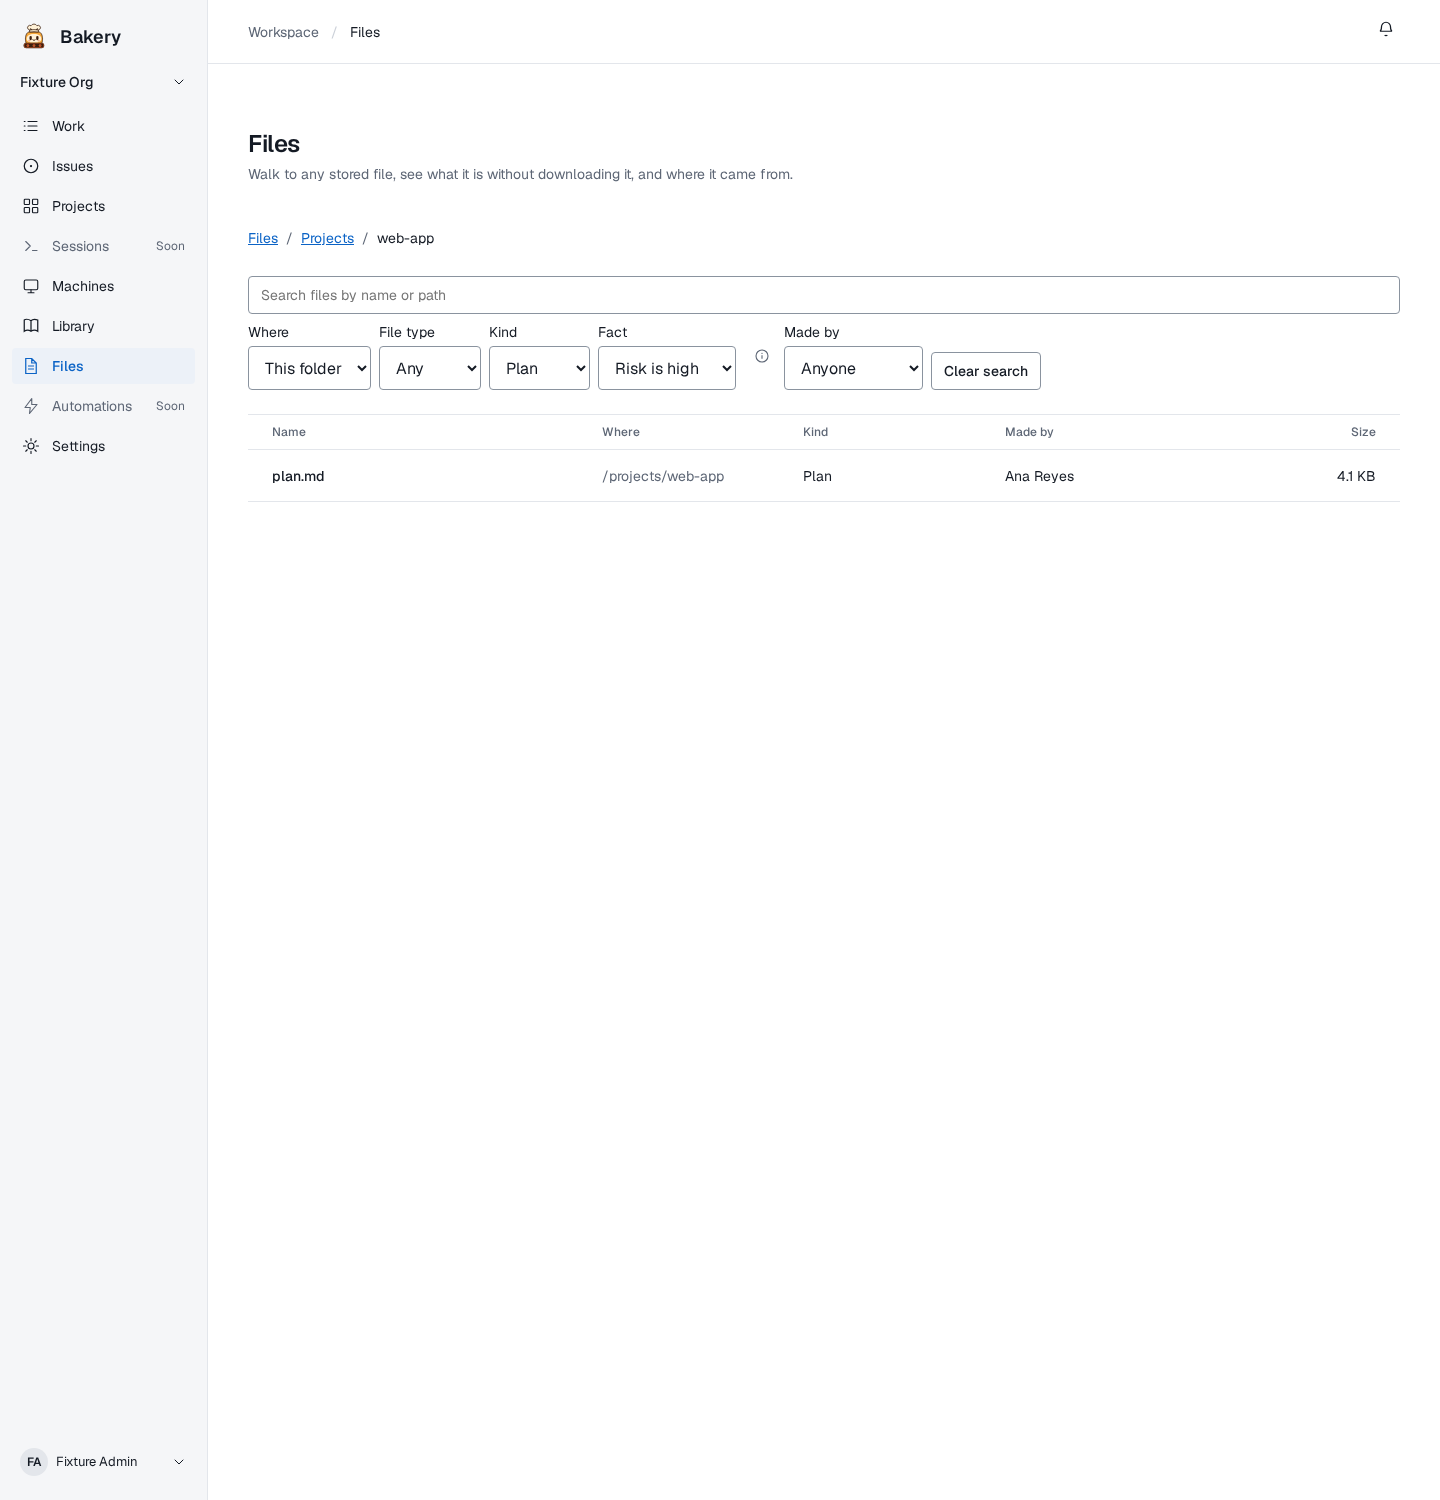 Bakery
Fixture Org
Work
Issues
Projects
Sessions Soon
Machines
Library
Files
Automations Soon
Settings
FA Fixture Admin
Workspace / Files
Files
Walk to any stored file, see what it is without downloading it, and where it came from.
Files / Projects / web-app
Search files by name or path
Where File type Kind Fact Made by
This folder Any Plan Risk is high Anyone Clear search
Name Where Kind Made by Size
plan.md /projects/web-app Plan Ana Reyes 4.1 KB